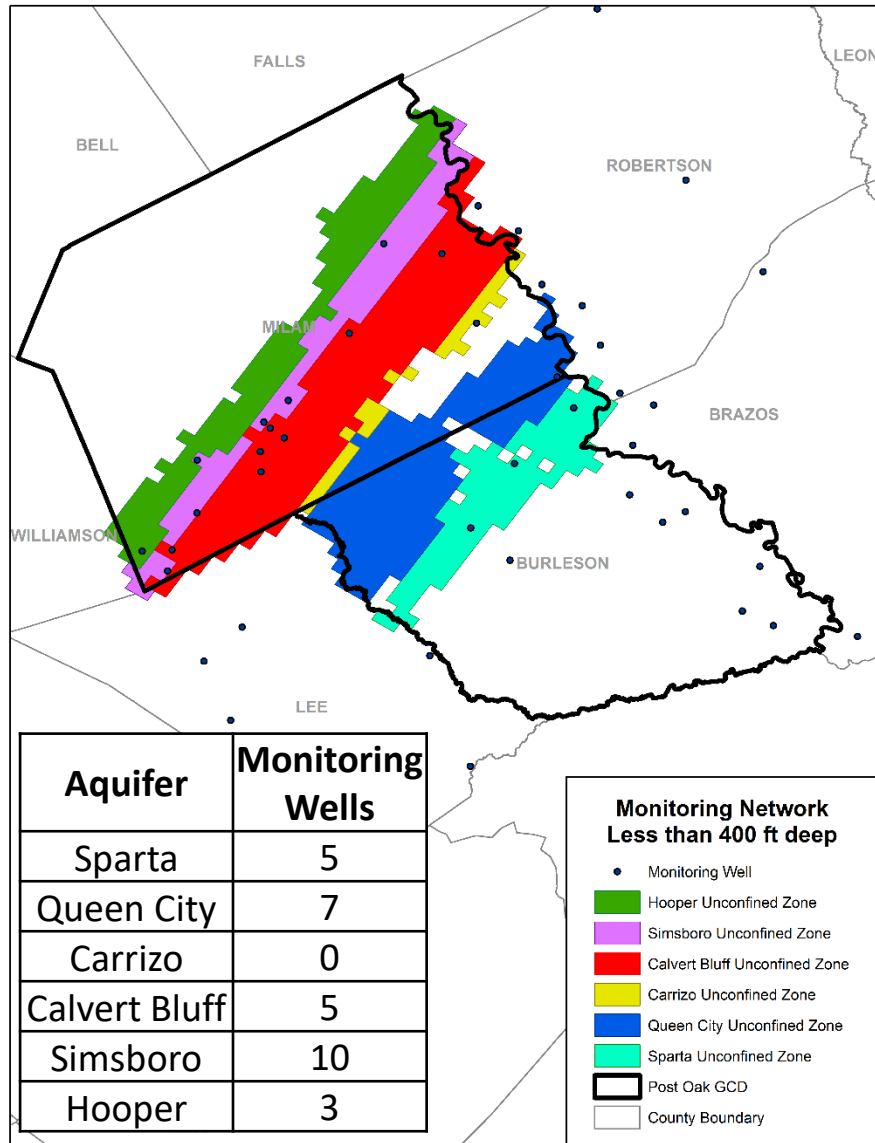 FALLS
LEON
BELL
ROBERTSON
MILAM
BRAZOS
WILLIAMSON
BURLESON
LEE
Aquifer Monitoring Wells
Sparta 5
Queen City 7
Carrizo 0
Calvert Bluff 5
Simsboro 10
Hooper 3
Monitoring Network
Less than 400 ft deep
Monitoring Well
Hooper Unconfined Zone
Simsboro Unconfined Zone
Calvert Bluff Unconfined Zone
Carrizo Unconfined Zone
Queen City Unconfined Zone
Sparta Unconfined Zone
Post Oak GCD
County Boundary